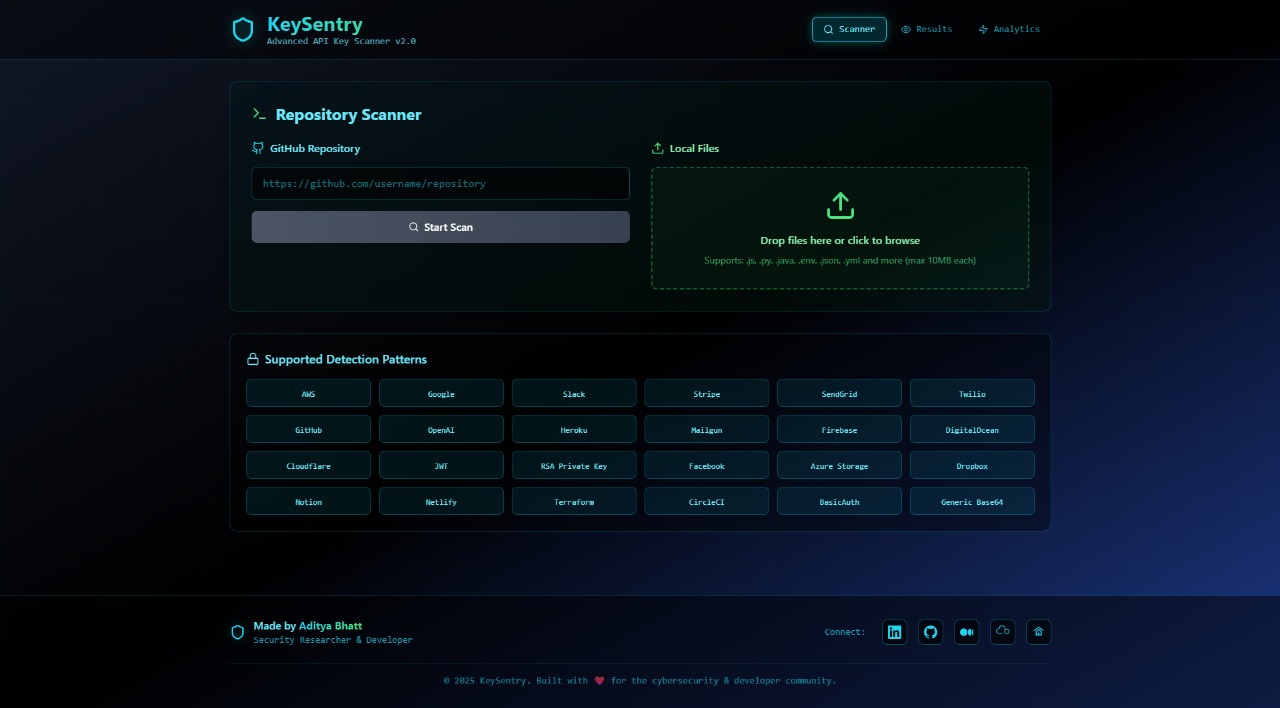 KeySentry
Advanced API Key Scanner v2.0
Scanner
Results
Analytics
Repository Scanner
GitHub Repository
https://github.com/username/repository
Start Scan
Local Files
Drop files here or click to browse
Supports: .js, .py, .java, .env, .json, .yml and more (max 10MB each)
Supported Detection Patterns
AWS Google Slack Stripe SendGrid Twilio
GitHub OpenAI Heroku Mailgun Firebase DigitalOcean
Cloudflare JWT RSA Private Key Facebook Azure Storage Dropbox
Notion Netlify Terraform CircleCI BasicAuth Generic Base64
Made by Aditya Bhatt
Security Researcher & Developer
Connect:
© 2025 KeySentry. Built with ❤️ for the cybersecurity & developer community.